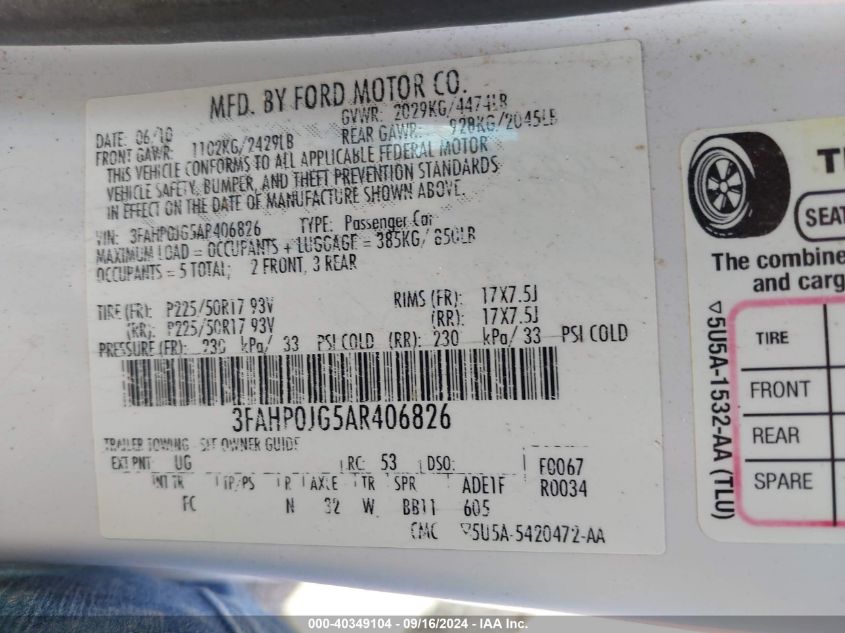 MFD. BY FORD MOTOR CO.
DATE: 06/10 GVWR: 2029KG/4474LB
FRONT GAWR: 1102KG/2429LB REAR GAWR: 928KG/2045LB
THIS VEHICLE CONFORMS TO ALL APPLICABLE FEDERAL MOTOR
VEHICLE SAFETY, BUMPER, AND THEFT PREVENTION STANDARDS
IN EFFECT ON THE DATE OF MANUFACTURE SHOWN ABOVE.
VIN: 3FAHP0JG5AR406826 TYPE: Passenger Car
MAXIMUM LOAD = OCCUPANTS + LUGGAGE = 385KG/ 850LB
OCCUPANTS = 5 TOTAL; 2 FRONT, 3 REAR
TIRE (FR): P225/50R17 93V RIMS (FR): 17X7.5J
(RR): P225/50R17 93V (RR): 17X7.5J
PRESSURE (FR): 230 kPa/ 33 PSI COLD (RR): 230 kPa/ 33 PSI COLD
3FAHP0JG5AR406826
TRAILER TOWING - SEE OWNER GUIDE
EXT PNT: UG RC: 53 DSO: F0067
INT TR TP/PS R AXLE TR SPR ADE1F R0034
FC N 32 W BB11 605
CMC ▽5U5A-5420472-AA
SEAT
The combine
and carg
TIRE
FRONT
REAR
SPARE
▽5U5A-1532-AA (TLU)
000-40349104 - 09/16/2024 - IAA Inc.